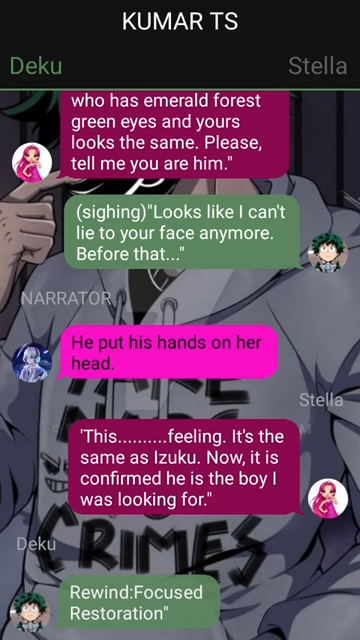 KUMAR TS
Deku
Stella
who has emerald forest
green eyes and yours
looks the same. Please,
tell me you are him."
(sighing)"Looks like I can't
lie to your face anymore.
Before that..."
NARRATOR
He put his hands on her
head.
Stella
'This..........feeling. It's the
same as Izuku. Now, it is
confirmed he is the boy I
was looking for."
CRIMES
Deku
Rewind:Focused
Restoration"